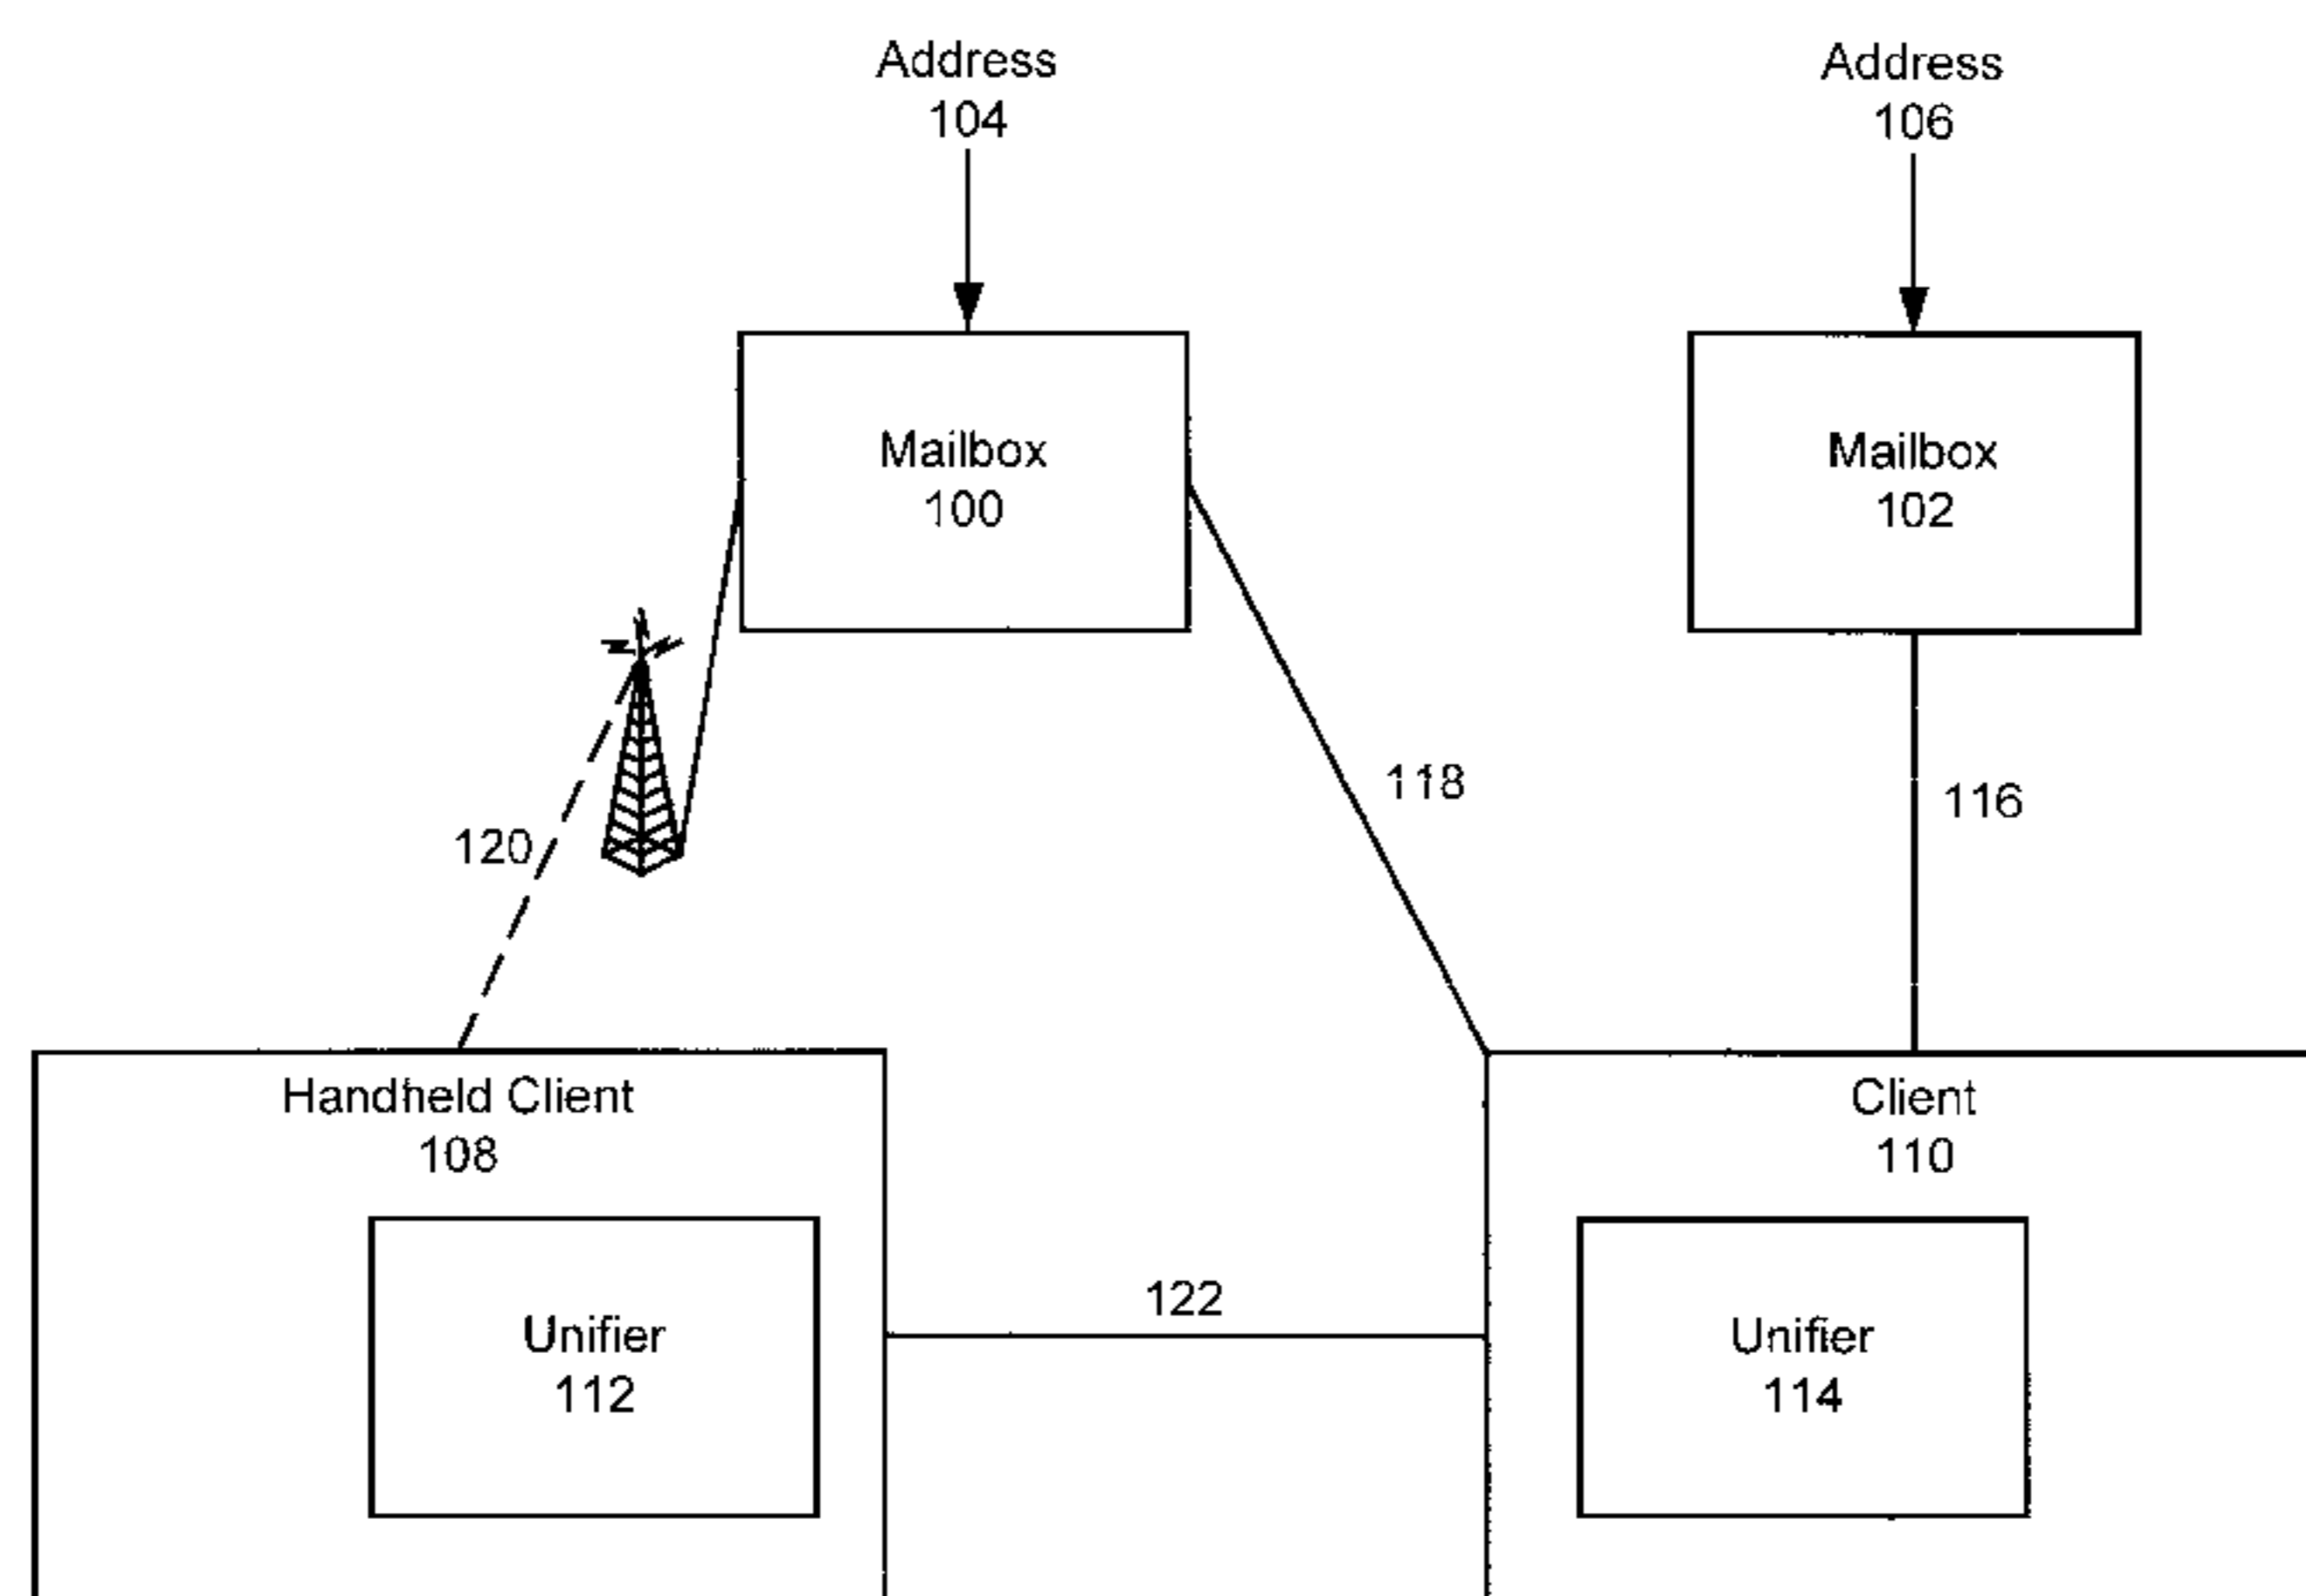 Address
104
Address
106
Mailbox
100
Mailbox
102
118
116
120
Handheld Client
108
Client
110
122
Unifier
112
Unifier
114